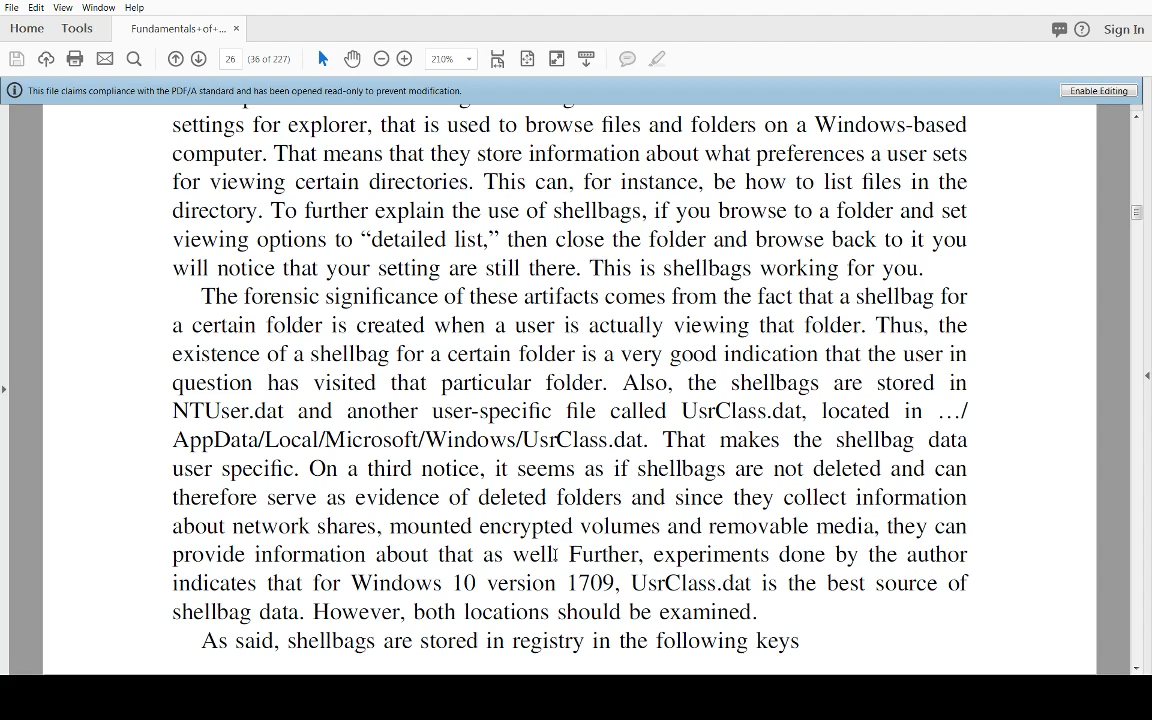 File Edit View Window Help
Home Tools Fundamentals+of+... × Sign In
26 (36 of 227) 210%
This file claims compliance with the PDF/A standard and has been opened read-only to prevent modification. Enable Editing
settings for explorer, that is used to browse files and folders on a Windows-based
computer. That means that they store information about what preferences a user sets
for viewing certain directories. This can, for instance, be how to list files in the
directory. To further explain the use of shellbags, if you browse to a folder and set
viewing options to “detailed list,” then close the folder and browse back to it you
will notice that your setting are still there. This is shellbags working for you.
The forensic significance of these artifacts comes from the fact that a shellbag for
a certain folder is created when a user is actually viewing that folder. Thus, the
existence of a shellbag for a certain folder is a very good indication that the user in
question has visited that particular folder. Also, the shellbags are stored in
NTUser.dat and another user-specific file called UsrClass.dat, located in …/
AppData/Local/Microsoft/Windows/UsrClass.dat. That makes the shellbag data
user specific. On a third notice, it seems as if shellbags are not deleted and can
therefore serve as evidence of deleted folders and since they collect information
about network shares, mounted encrypted volumes and removable media, they can
provide information about that as well. Further, experiments done by the author
indicates that for Windows 10 version 1709, UsrClass.dat is the best source of
shellbag data. However, both locations should be examined.
As said, shellbags are stored in registry in the following keys